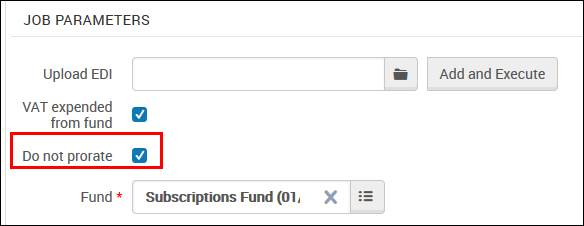 JOB PARAMETERS
Upload EDI
Add and Execute
VAT expended
from fund
Do not prorate
Fund * Subscriptions Fund (01/